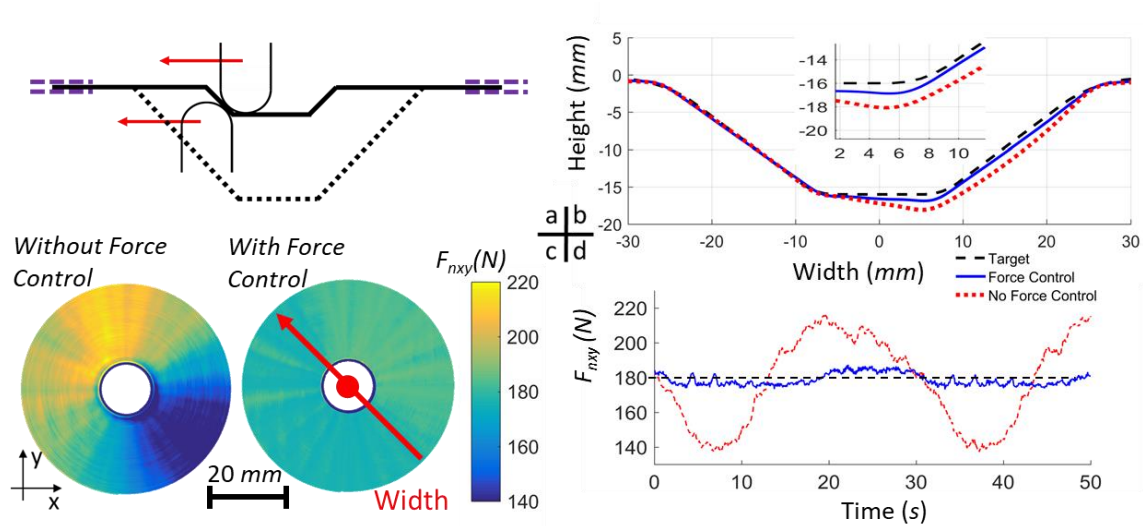 Height (mm)
5
0
-5
-10
-15
-20
-14
-16
-18
-20
2
4
6
8
10
-30
-20
-10
0
10
20
30
Width (mm)
a b
c d
Target
Force Control
No Force Control
Without Force
Control
With Force
Control
Fnxy(N)
220
200
180
160
140
y
x
20 mm
Width
Fnxy (N)
220
200
180
160
140
0
10
20
30
40
50
Time (s)